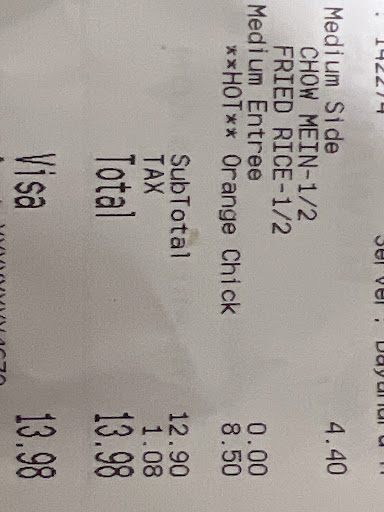 Medium Side 4.40
CHOW MEIN-1/2
FRIED RICE-1/2
Medium Entree 0.00
**HOT** Orange Chick 8.50
SubTotal 12.90
TAX 1.08
Total 13.98
Visa 13.98